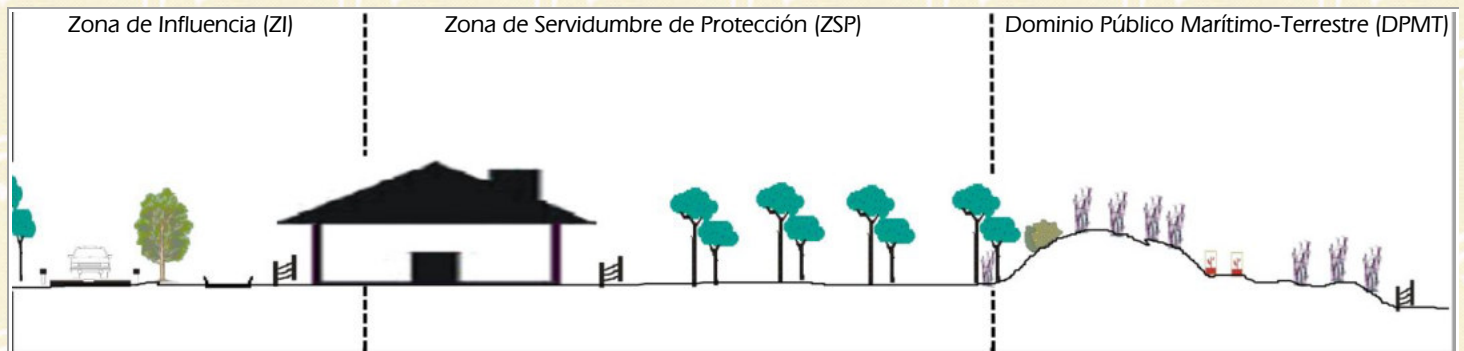 Zona de Influencia (ZI)
Zona de Servidumbre de Protección (ZSP)
Dominio Público Marítimo-Terrestre (DPMT)